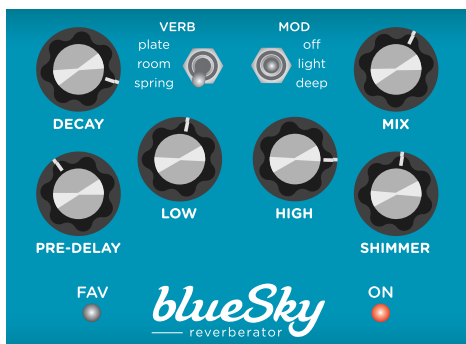 VERB
MOD
plate
room
spring
off
light
deep
DECAY
MIX
LOW
HIGH
PRE-DELAY
SHIMMER
FAV
blueSky
reverberator
ON